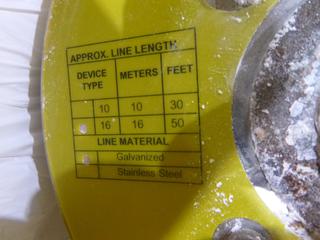 APPROX. LINE LENGTH
DEVICE TYPE METERS FEET
10 10 30
16 16 50
LINE MATERIAL
Galvanized
Stainless Steel